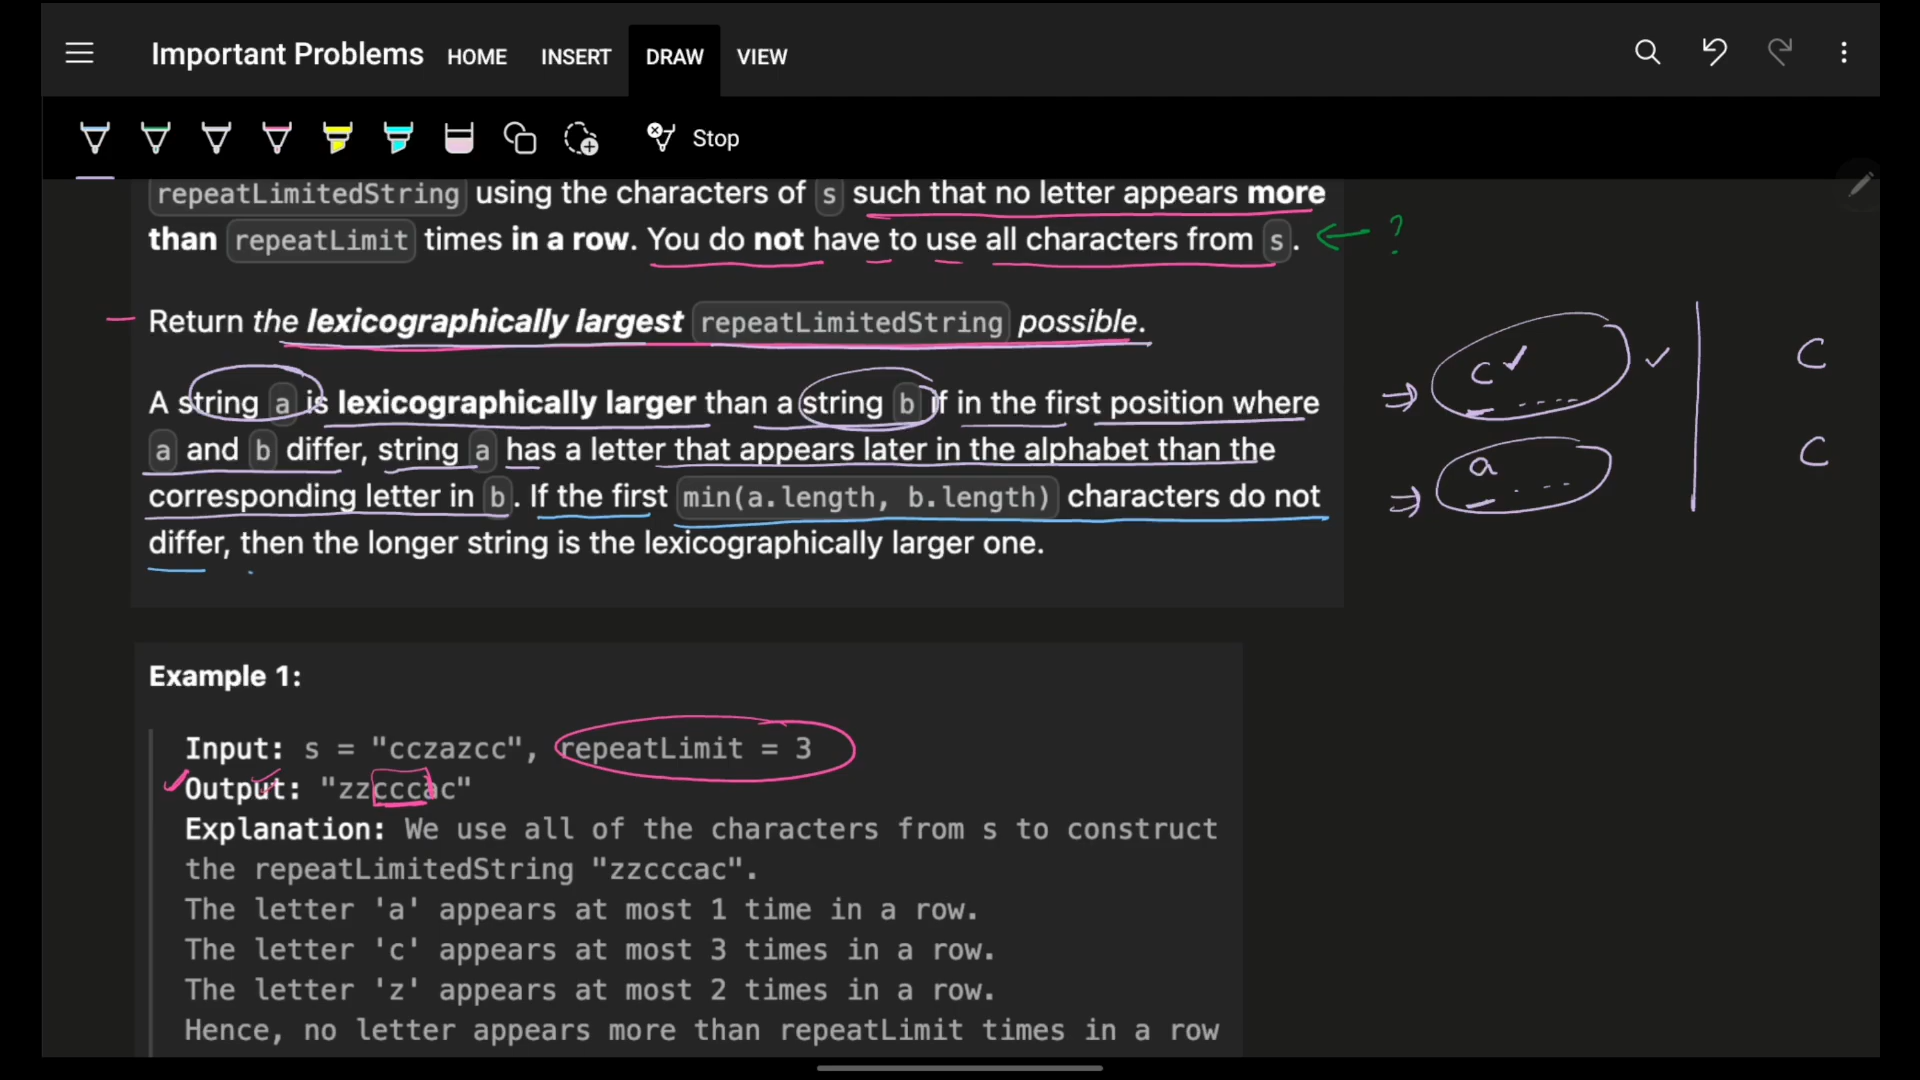 Important Problems HOME INSERT DRAW VIEW
Stop
repeatLimitedString using the characters of s such that no letter appears more
than repeatLimit times in a row. You do not have to use all characters from s. ?
Return the lexicographically largest repeatLimitedString possible.
A string a is lexicographically larger than a string b if in the first position where
a and b differ, string a has a letter that appears later in the alphabet than the
corresponding letter in b. If the first min(a.length, b.length) characters do not
differ, then the longer string is the lexicographically larger one.
c C
a C
Example 1:
Input: s = "cczazcc", repeatLimit = 3
Output: "zzcccac"
Explanation: We use all of the characters from s to construct
the repeatLimitedString "zzcccac".
The letter 'a' appears at most 1 time in a row.
The letter 'c' appears at most 3 times in a row.
The letter 'z' appears at most 2 times in a row.
Hence, no letter appears more than repeatLimit times in a row